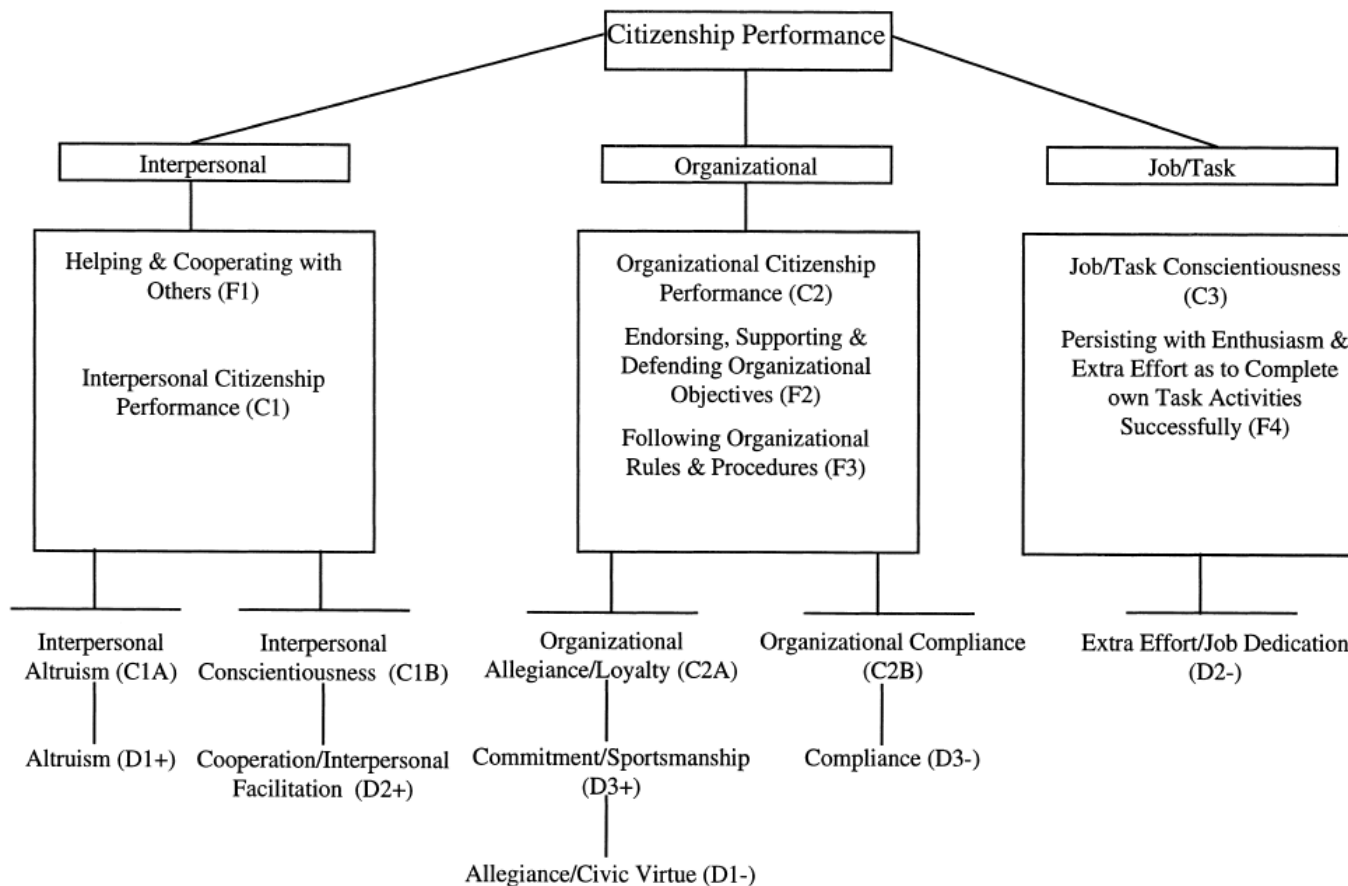 Citizenship Performance
Interpersonal
Organizational
Job/Task
Helping & Cooperating with
Others (F1)
Interpersonal Citizenship
Performance (C1)
Organizational Citizenship
Performance (C2)
Endorsing, Supporting &
Defending Organizational
Objectives (F2)
Following Organizational
Rules & Procedures (F3)
Job/Task Conscientiousness
(C3)
Persisting with Enthusiasm &
Extra Effort as to Complete
own Task Activities
Successfully (F4)
Interpersonal
Altruism (C1A)
Interpersonal
Conscientiousness (C1B)
Organizational
Allegiance/Loyalty (C2A)
Organizational Compliance
(C2B)
Extra Effort/Job Dedication
(D2-)
Altruism (D1+)
Cooperation/Interpersonal
Facilitation (D2+)
Commitment/Sportsmanship
(D3+)
Compliance (D3-)
Allegiance/Civic Virtue (D1-)